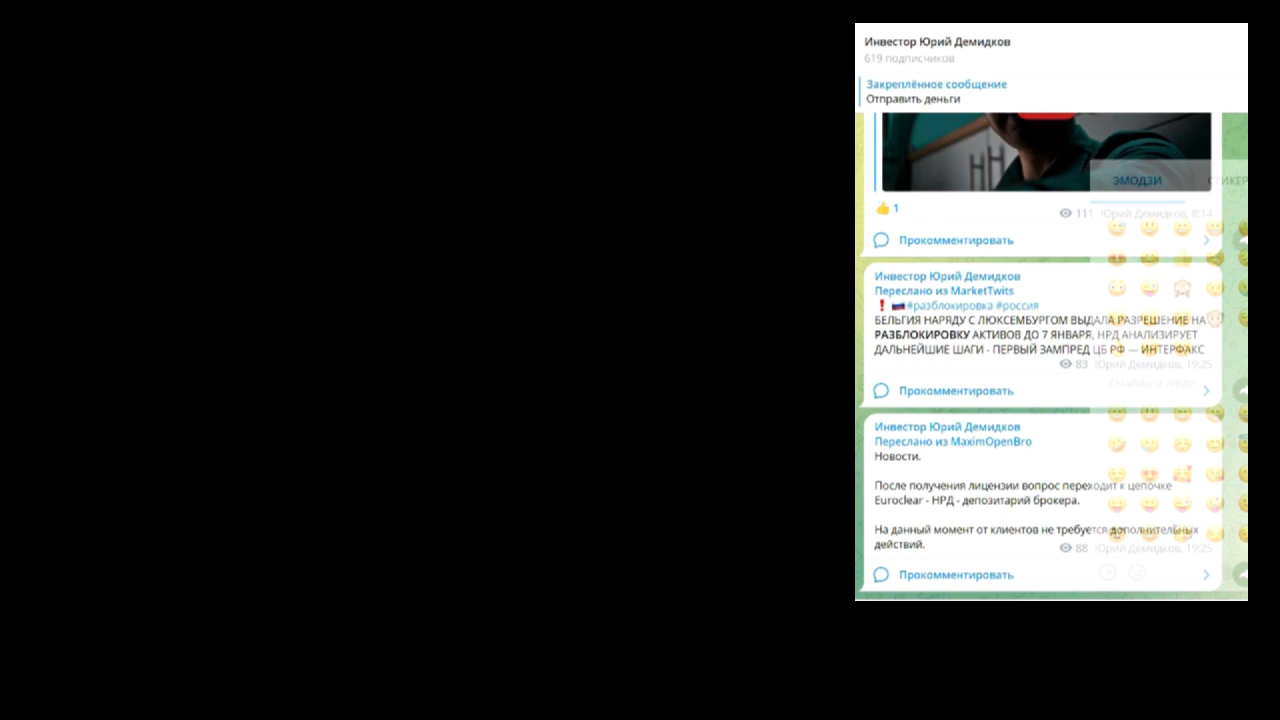 Инвестор Юрий Демидков
619 подписчиков
Закреплённое сообщение
Отправить деньги
ЭМОДЗИ
СТИКЕР
1
111 Юрий Демидков, 8:14
Прокомментировать
Инвестор Юрий Демидков
Переслано из MarketTwits
#разблокировка #россия
БЕЛЬГИЯ НАРЯДУ С ЛЮКСЕМБУРГОМ ВЫДАЛА РАЗРЕШЕНИЕ НА
РАЗБЛОКИРОВКУ АКТИВОВ ДО 7 ЯНВАРЯ, НРД АНАЛИЗИРУЕТ
ДАЛЬНЕЙШИЕ ШАГИ - ПЕРВЫЙ ЗАМПРЕД ЦБ РФ — ИНТЕРФАКС
83 Юрий Демидков, 19:25
Смайлы и люди
Прокомментировать
Инвестор Юрий Демидков
Переслано из MaximOpenBro
Новости.
После получения лицензии вопрос переходит к цепочке
Euroclear - НРД - депозитарий брокера.
На данный момент от клиентов не требуется дополнительных
действий.
88 Юрий Демидков, 19:25
Прокомментировать